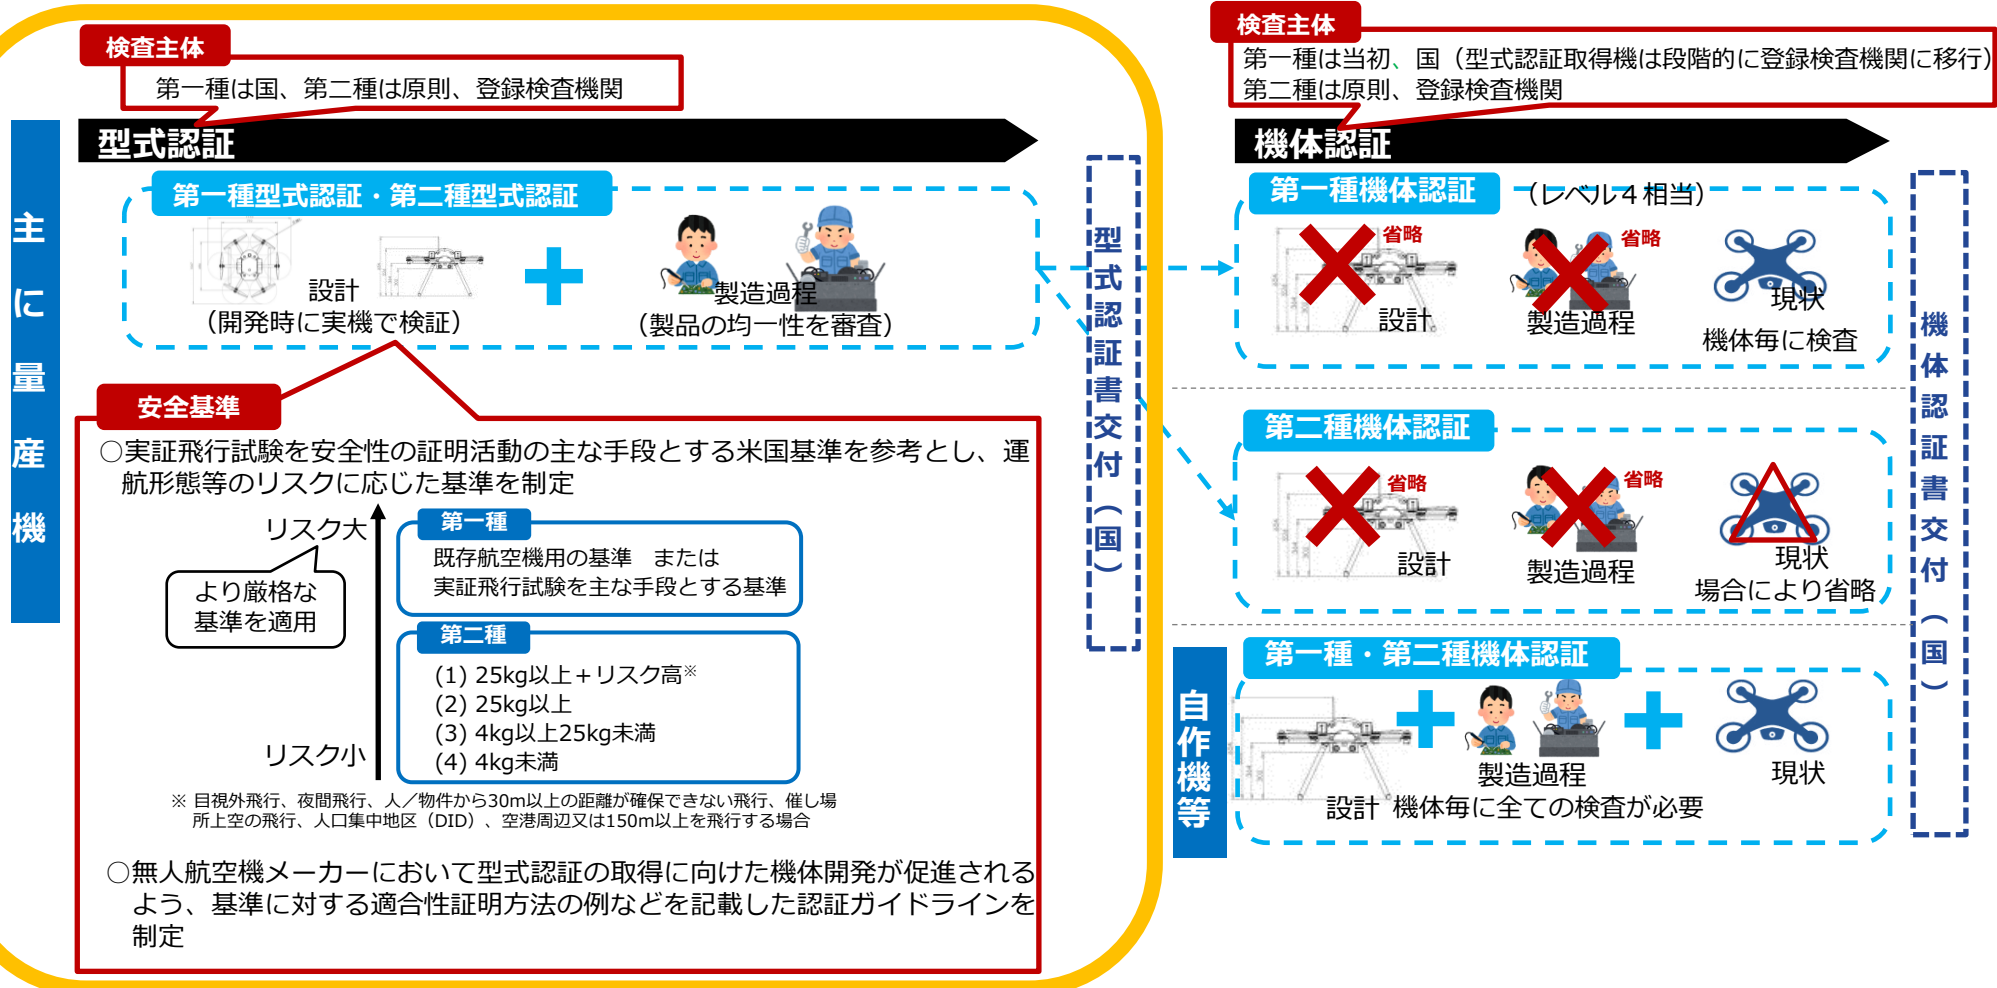 検査主体
第一種は国、第二種は原則、登録検査機関
主に量産機
型式認証
第一種型式認証・第二種型式認証
設計
（開発時に実機で検証）
製造過程
（製品の均一性を審査）
安全基準
○実証飛行試験を安全性の証明活動の主な手段とする米国基準を参考とし、運
航形態等のリスクに応じた基準を制定
リスク大
より厳格な
基準を適用
リスク小
第一種
既存航空機用の基準　または
実証飛行試験を主な手段とする基準
第二種
(1) 25kg以上＋リスク高※
(2) 25kg以上
(3) 4kg以上25kg未満
(4) 4kg未満
※ 目視外飛行、夜間飛行、人／物件から30m以上の距離が確保できない飛行、催し場
所上空の飛行、人口集中地区（DID）、空港周辺又は150m以上を飛行する場合
○無人航空機メーカーにおいて型式認証の取得に向けた機体開発が促進される
よう、基準に対する適合性証明方法の例などを記載した認証ガイドラインを
制定
型式認証書交付（国）
検査主体
第一種は当初、国（型式認証取得機は段階的に登録検査機関に移行）
第二種は原則、登録検査機関
機体認証
第一種機体認証
（レベル４相当）
省略
設計
省略
製造過程
現状
機体毎に検査
第二種機体認証
省略
設計
省略
製造過程
現状
場合により省略
自作機等
第一種・第二種機体認証
設計
製造過程
現状
機体毎に全ての検査が必要
機体認証書交付（国）